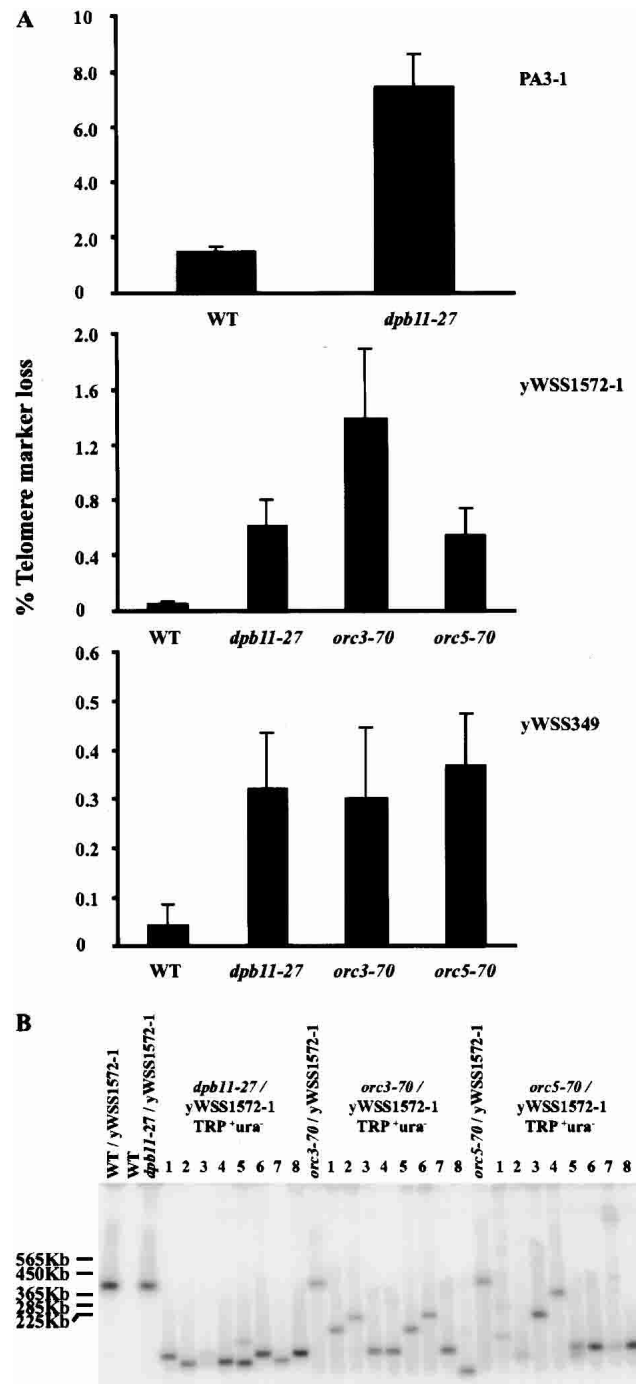 A
% Telomere marker loss
10
8.0
6.0
4.0
2.0
0
PA3-1
WT dpb11-27
2.0
1.6
1.2
0.8
0.4
0
yWSS1572-1
WT dpb11-27 orc3-70 orc5-70
0.6
0.5
0.4
0.3
0.2
0.1
0
yWSS349
WT dpb11-27 orc3-70 orc5-70
B
WT / yWSS1572-1
WT
dpb11-27 / yWSS1572-1
dpb11-27 /
yWSS1572-1
TRP +ura-
1 2 3 4 5 6 7 8
orc3-70 / yWSS1572-1
orc3-70 /
yWSS1572-1
TRP +ura-
1 2 3 4 5 6 7 8
orc5-70 / yWSS1572-1
orc5-70 /
yWSS1572-1
TRP +ura-
1 2 3 4 5 6 7 8
565Kb
450Kb
365Kb
285Kb
225Kb